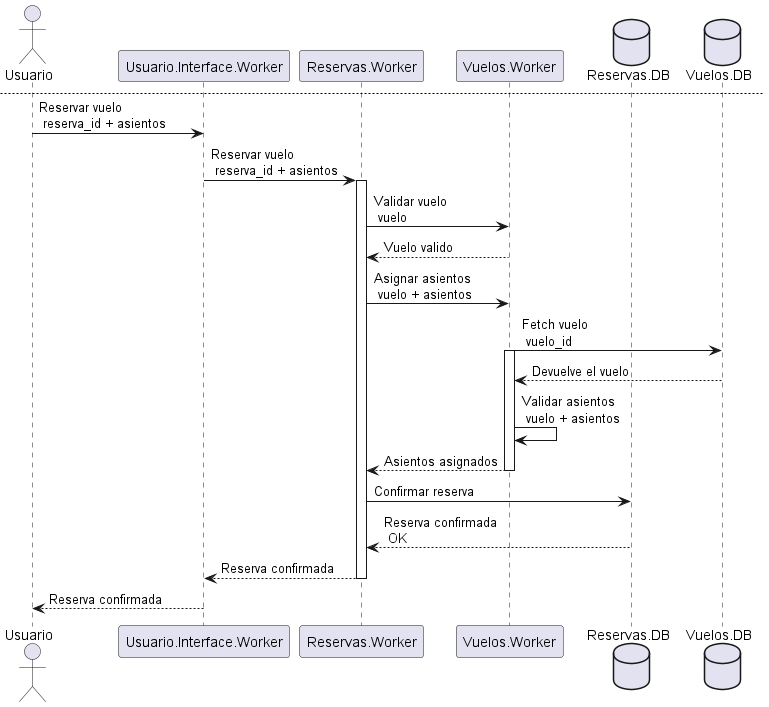 Usuario
Usuario.Interface.Worker
Reservas.Worker
Vuelos.Worker
Reservas.DB
Vuelos.DB
Reservar vuelo
reserva_id + asientos
Reservar vuelo
reserva_id + asientos
Validar vuelo
vuelo
Vuelo valido
Asignar asientos
vuelo + asientos
Fetch vuelo
vuelo_id
Devuelve el vuelo
Validar asientos
vuelo + asientos
Asientos asignados
Confirmar reserva
Reserva confirmada
OK
Reserva confirmada
Reserva confirmada
Usuario
Usuario.Interface.Worker
Reservas.Worker
Vuelos.Worker
Reservas.DB
Vuelos.DB